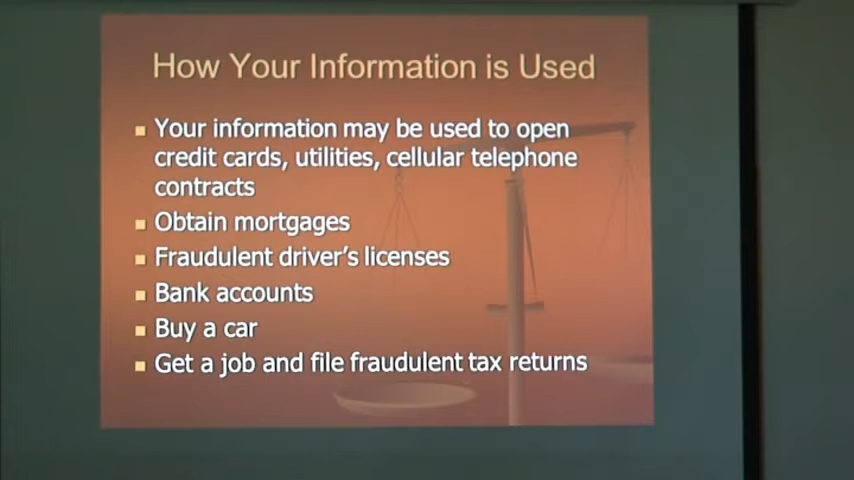 How Your Information is Used
Your information may be used to open
credit cards, utilities, cellular telephone
contracts
Obtain mortgages
Fraudulent driver's licenses
Bank accounts
Buy a car
Get a job and file fraudulent tax returns